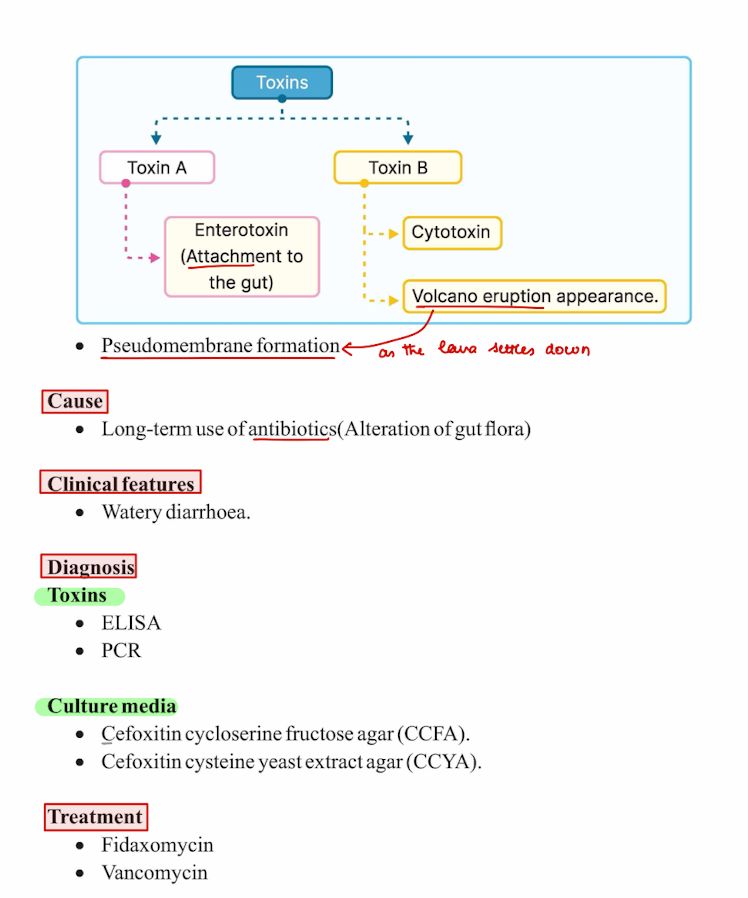 Toxins
Toxin A
Toxin B
Enterotoxin
(Attachment to
the gut)
Cytotoxin
Volcano eruption appearance.
• Pseudomembrane formation
as the lava settles down
Cause
• Long-term use of antibiotics(Alteration of gut flora)
Clinical features
• Watery diarrhoea.
Diagnosis
Toxins
• ELISA
• PCR
Culture media
• Cefoxitin cycloserine fructose agar (CCFA).
• Cefoxitin cysteine yeast extract agar (CCYA).
Treatment
• Fidaxomycin
• Vancomycin